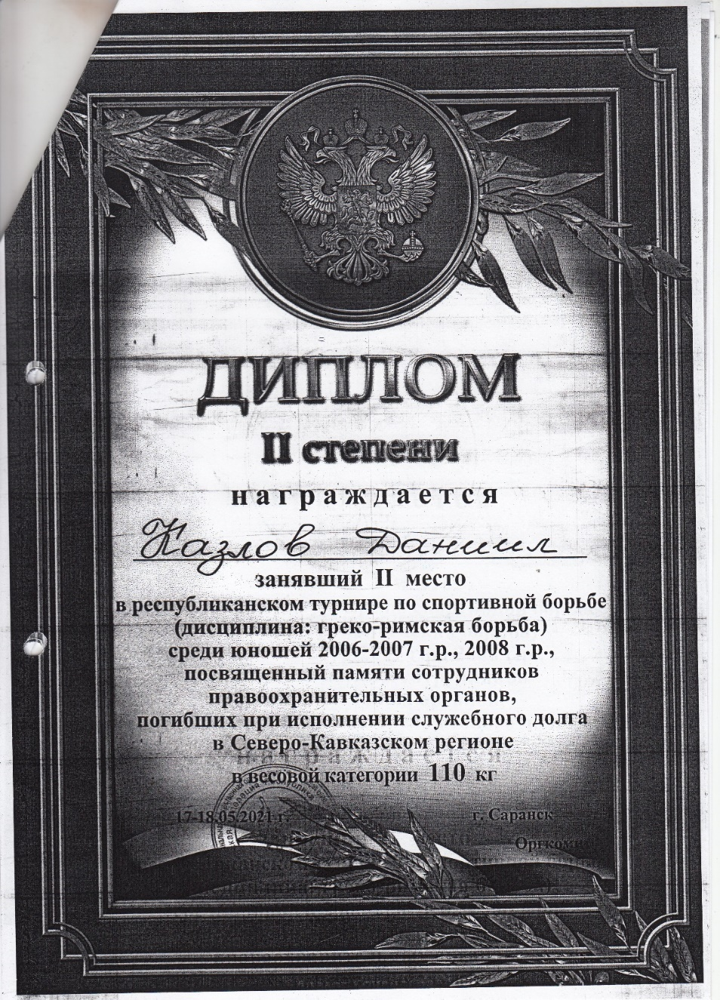 ДИПЛОМ
II степени
награждается
Казлов Даниил
занявший II место
в республиканском турнире по спортивной борьбе
(дисциплина: греко-римская борьба)
среди юношей 2006-2007 г.р., 2008 г.р.,
посвященный памяти сотрудников
правоохранительных органов,
погибших при исполнении служебного долга
в Северо-Кавказском регионе
в весовой категории 110 кг
17-18.05.2021 г. г. Саранск